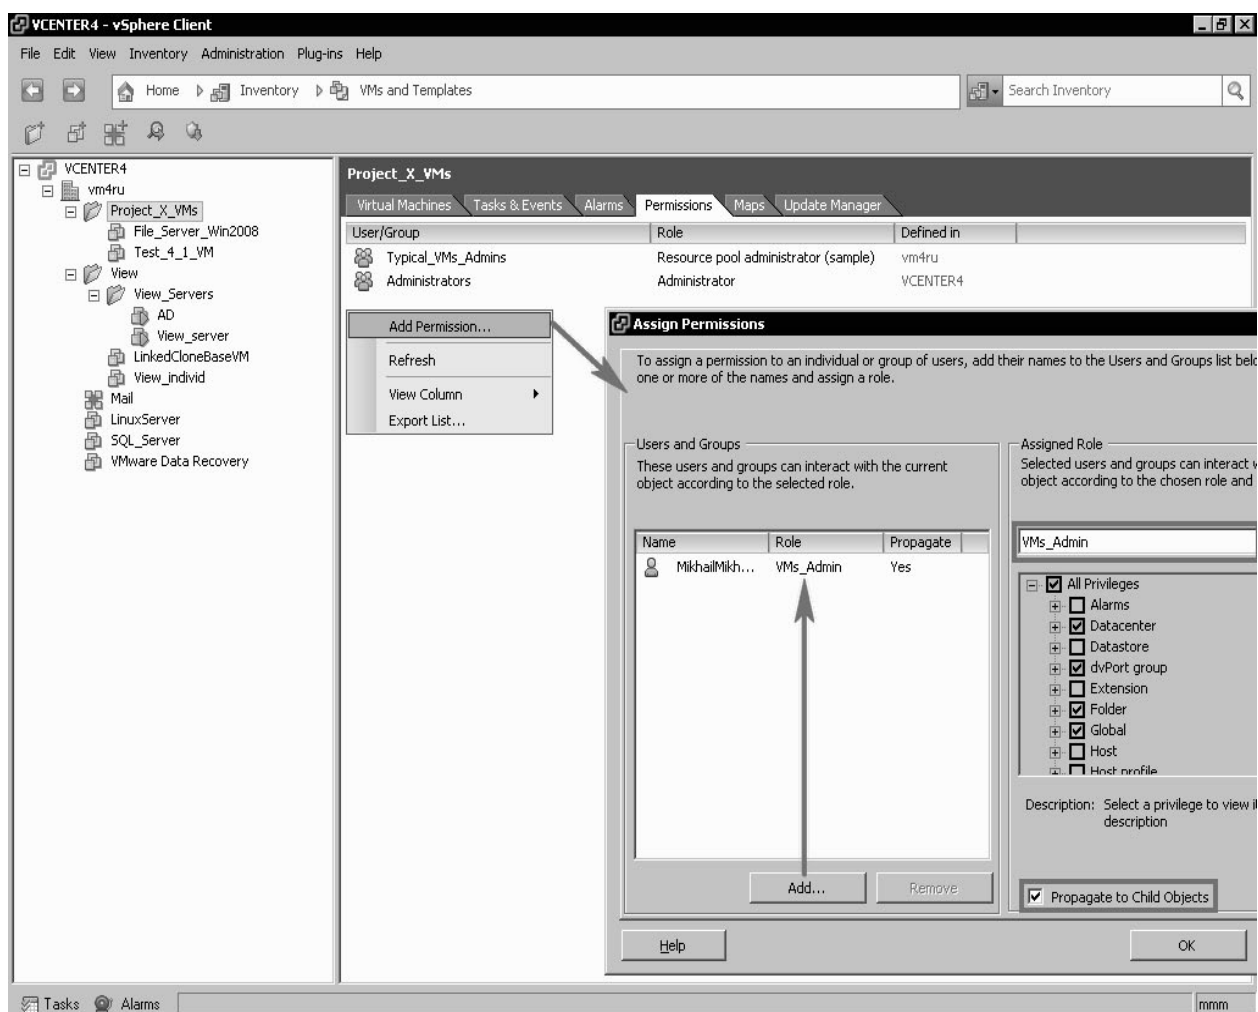 VCENTER4 - vSphere Client
File Edit View Inventory Administration Plug-ins Help
Home Inventory VMs and Templates Search Inventory
VCENTER4
vm4ru
Project_X_VMs
File_Server_Win2008
Test_4_1_VM
View
View_Servers
AD
View_server
LinkedCloneBaseVM
View_individ
Mail
LinuxServer
SQL_Server
VMware Data Recovery
Project_X_VMs
Virtual Machines Tasks & Events Alarms Permissions Maps Update Manager
User/Group Role Defined in
Typical_VMs_Admins Resource pool administrator (sample) vm4ru
Administrators Administrator VCENTER4
Add Permission...
Refresh
View Column
Export List...
Assign Permissions
To assign a permission to an individual or group of users, add their names to the Users and Groups list
one or more of the names and assign a role.
Users and Groups
These users and groups can interact with the current
object according to the selected role.
Name Role Propagate
MikhailMikh... VMs_Admin Yes
Add... Remove
Assigned Role
Selected users and groups can interact
object according to the chosen role and
VMs_Admin
All Privileges
Alarms
Datacenter
Datastore
dvPort group
Extension
Folder
Global
Host
Host profile
Description: Select a privilege to view
description
Propagate to Child Objects
Help OK
Tasks Alarms mmm